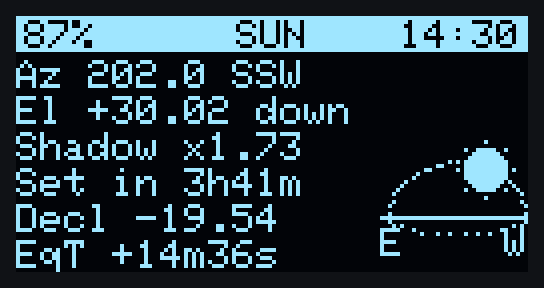 87% SUN 14:30
Az 202.0 SSW
El +30.02 down
Shadow x1.73
Set in 3h41m
Decl -19.54
EqT +14m36s
E W